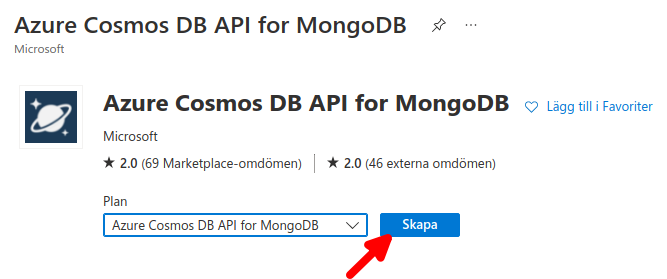 Azure Cosmos DB API for MongoDB
Microsoft
Azure Cosmos DB API for MongoDB
Lägg till i Favoriter
Microsoft
★ 2.0 (69 Marketplace-omdömen) | ★ 2.0 (46 externa omdömen)
Plan
Azure Cosmos DB API for MongoDB
Skapa